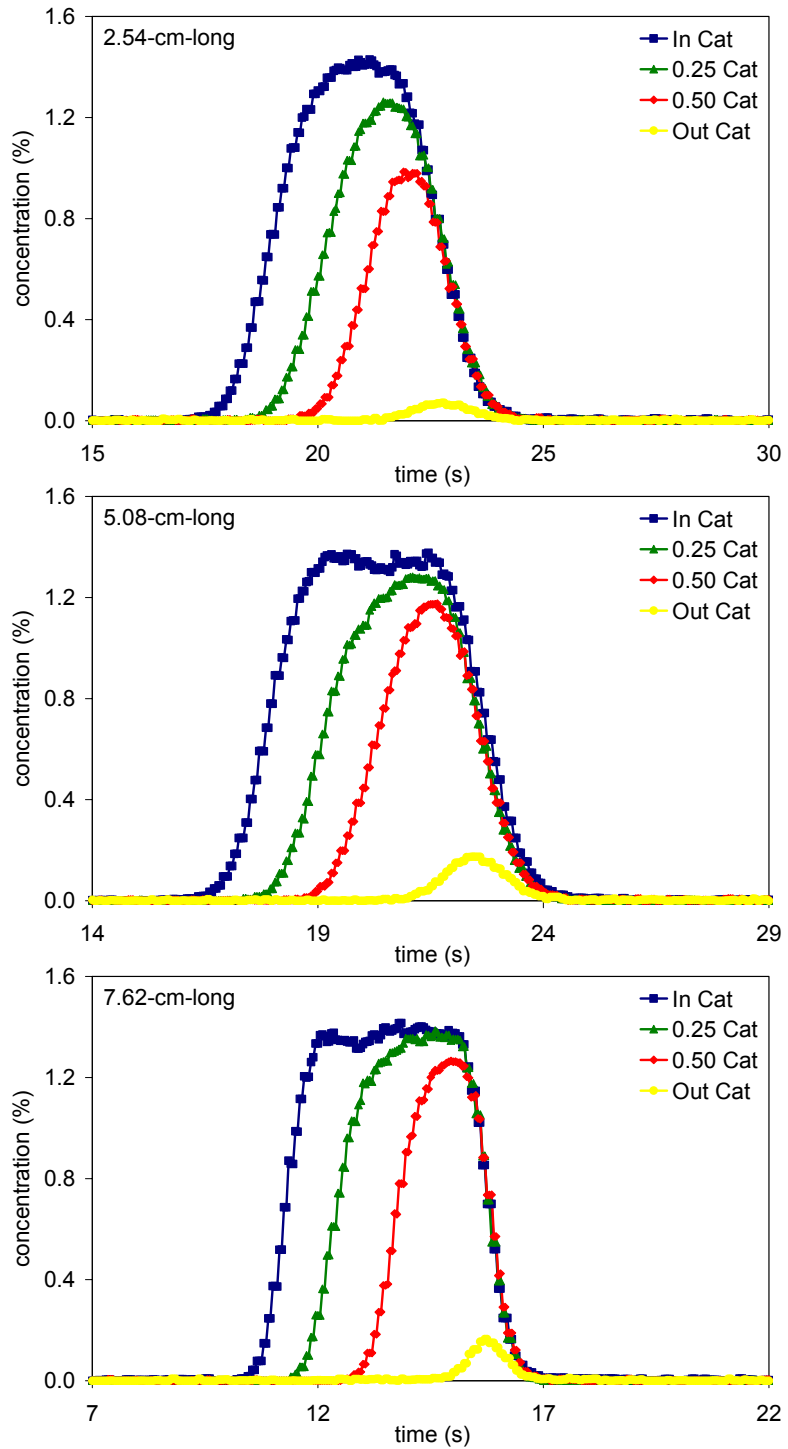 1.6
2.54-cm-long
In Cat
0.25 Cat
0.50 Cat
Out Cat
1.2
0.8
0.4
0.0
concentration (%)
15 20 25 30
time (s)
1.6
5.08-cm-long
In Cat
0.25 Cat
0.50 Cat
Out Cat
1.2
0.8
0.4
0.0
concentration (%)
14 19 24 29
time (s)
1.6
7.62-cm-long
In Cat
0.25 Cat
0.50 Cat
Out Cat
1.2
0.8
0.4
0.0
concentration (%)
7 12 17 22
time (s)